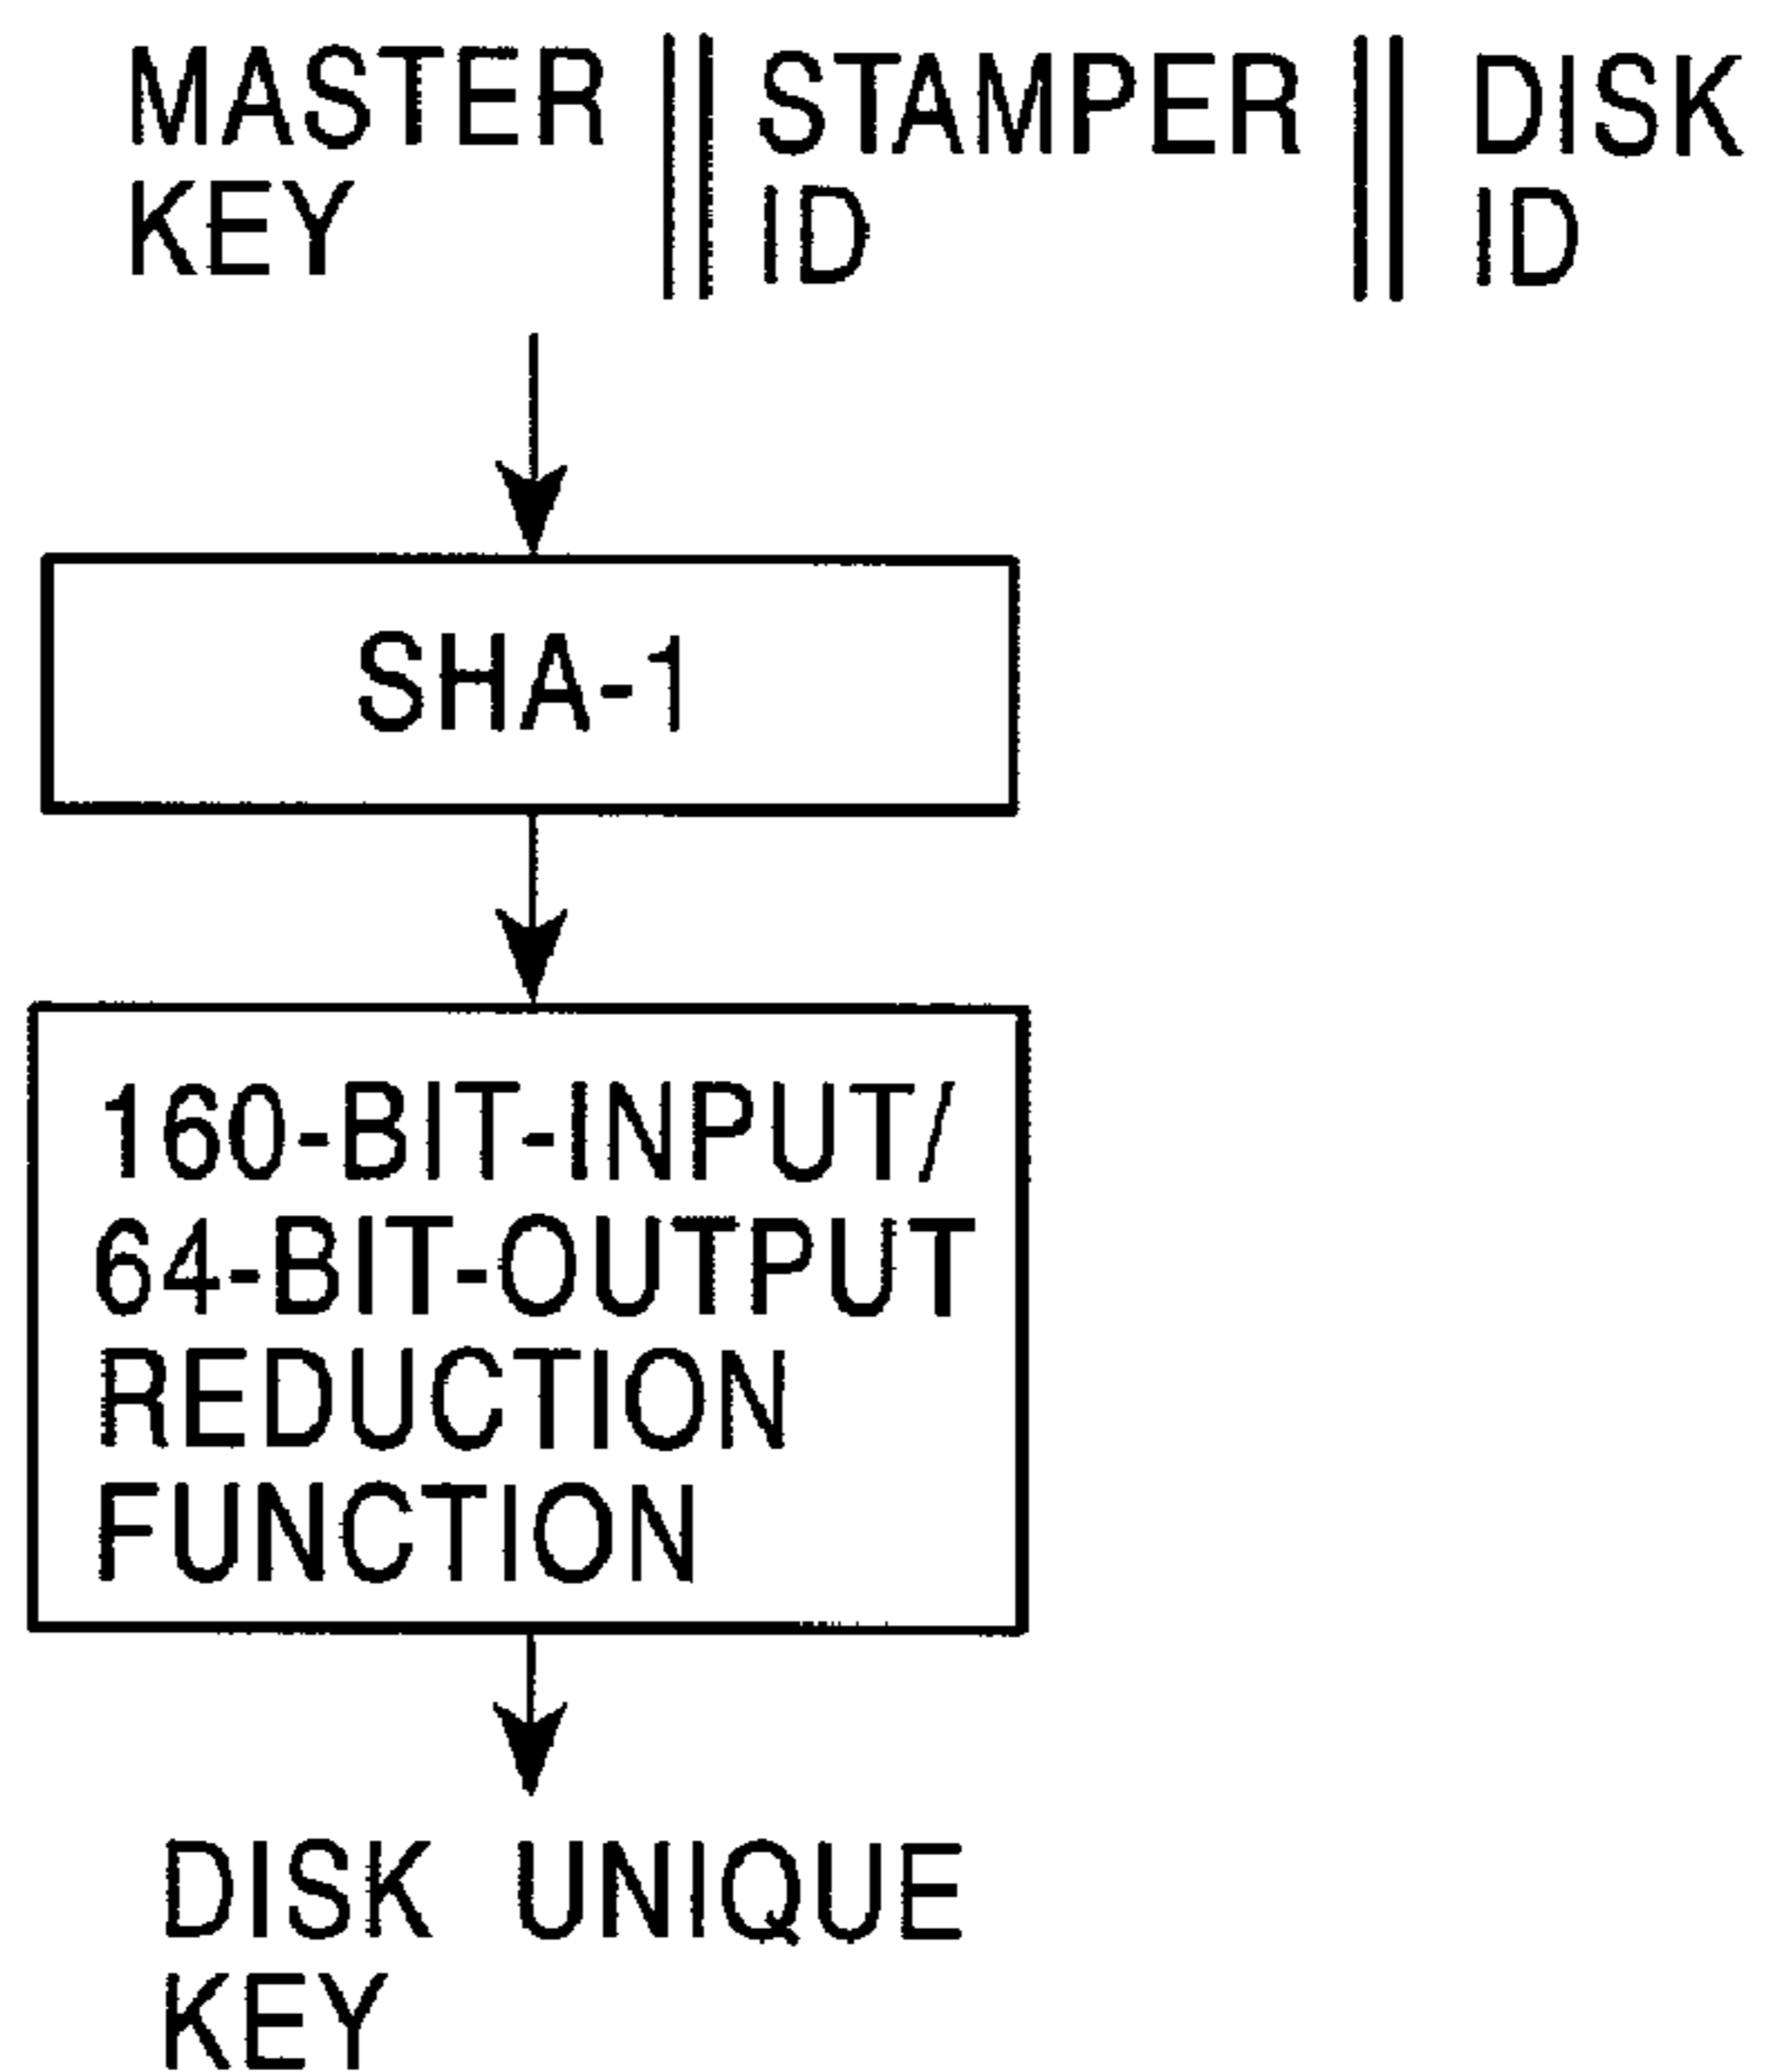 MASTER || STAMPER || DISK
KEY ID ID
SHA-1
160-BIT-INPUT/
64-BIT-OUTPUT
REDUCTION
FUNCTION
DISK UNIQUE
KEY